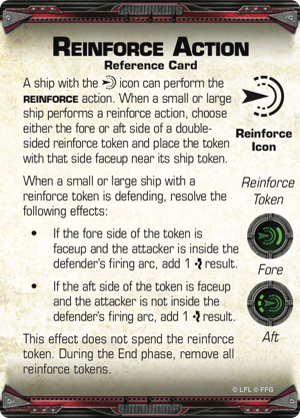 REINFORCE ACTION
Reference Card
A ship with the icon can perform the
REINFORCE action. When a small or large
ship performs a reinforce action, choose
either the fore or aft side of a double-
sided reinforce token and place the token
with that side faceup near its ship token.
Reinforce
Icon
When a small or large ship with a
reinforce token is defending, resolve the
following effects:
• If the fore side of the token is
faceup and the attacker is inside the
defender's firing arc, add 1 result.
• If the aft side of the token is faceup
and the attacker is not inside the
defender's firing arc, add 1 result.
This effect does not spend the reinforce
token. During the End phase, remove all
reinforce tokens.
Reinforce
Token
Fore
Aft
© LFL © FFG